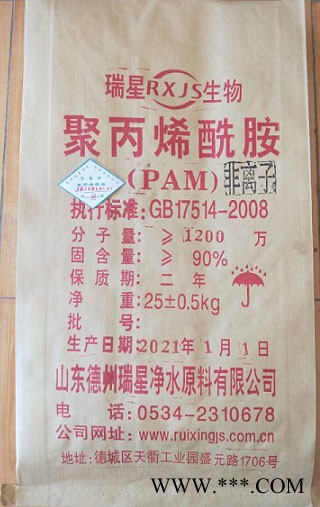 瑞星RXJS生物
聚丙烯酰胺
(PAM)
非离子
执行标准:GB17514-2008
分子量:≥1200万
固含量:≥90%
保质期:二年
净重:25±0.5kg
批号:
生产日期:2021年1月1日
山东德州瑞星净水原料有限公司
电话:0534-2310678
公司网址:www.ruixingjs.com.cn
地址:德城区天衢工业园盛元路1706号
WWW.***.COM